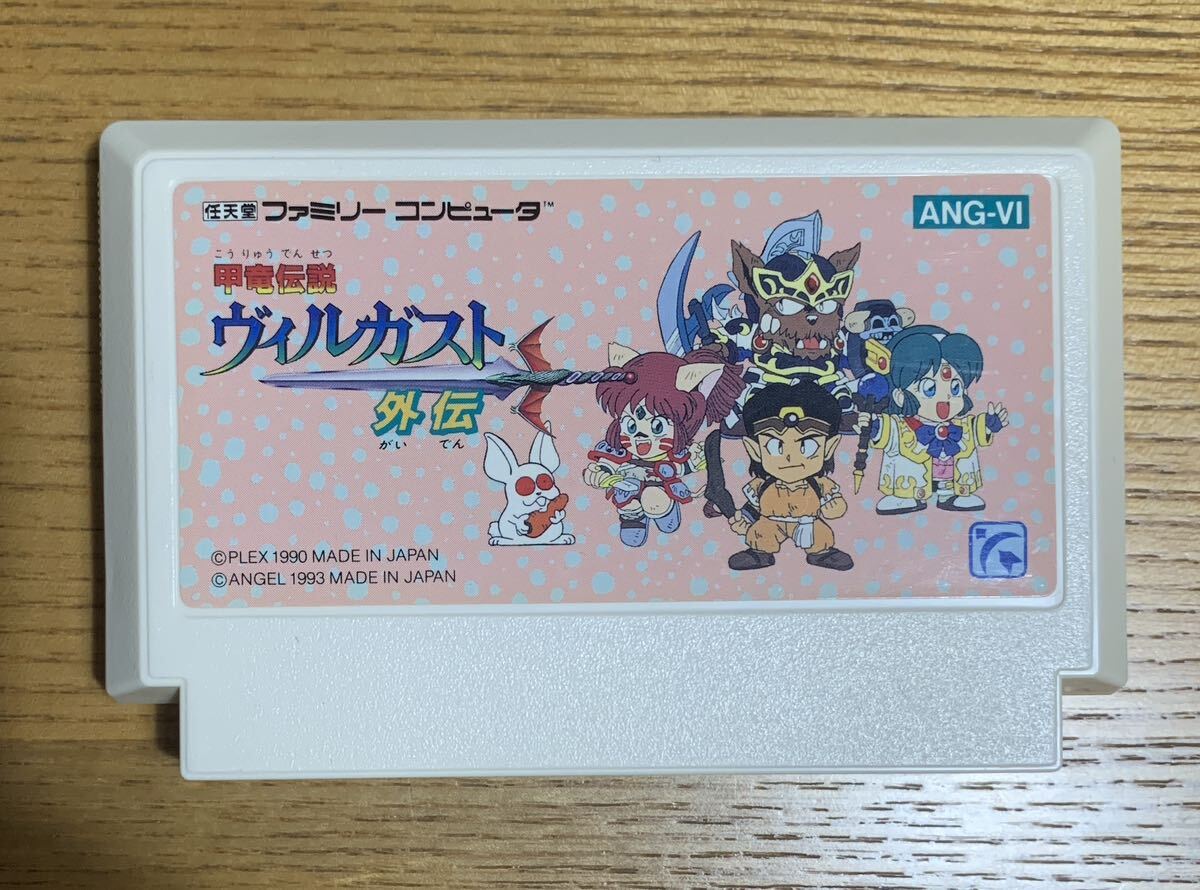 任天堂 ファミリー コンピュータ™
ANG-VI
こう りゅう でん せつ
甲竜伝説
ヴィルガスト
外伝
がい でん
©PLEX 1990 MADE IN JAPAN
©ANGEL 1993 MADE IN JAPAN